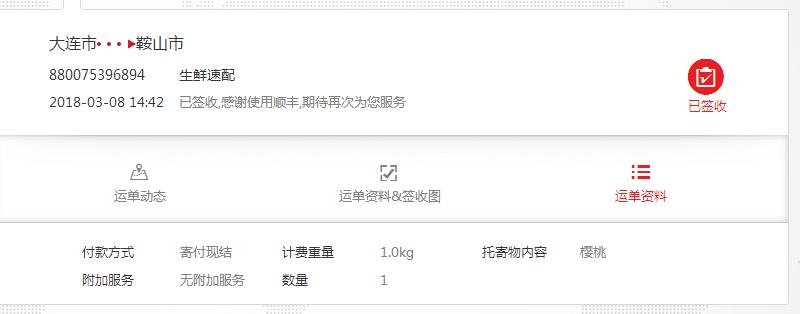 大连市 鞍山市
880075396894 生鲜速配
2018-03-08 14:42 已签收,感谢使用顺丰,期待再次为您服务
已签收
运单动态 运单资料&签收图 运单资料
付款方式 寄付现结 计费重量 1.0kg 托寄物内容 樱桃
附加服务 无附加服务 数量 1